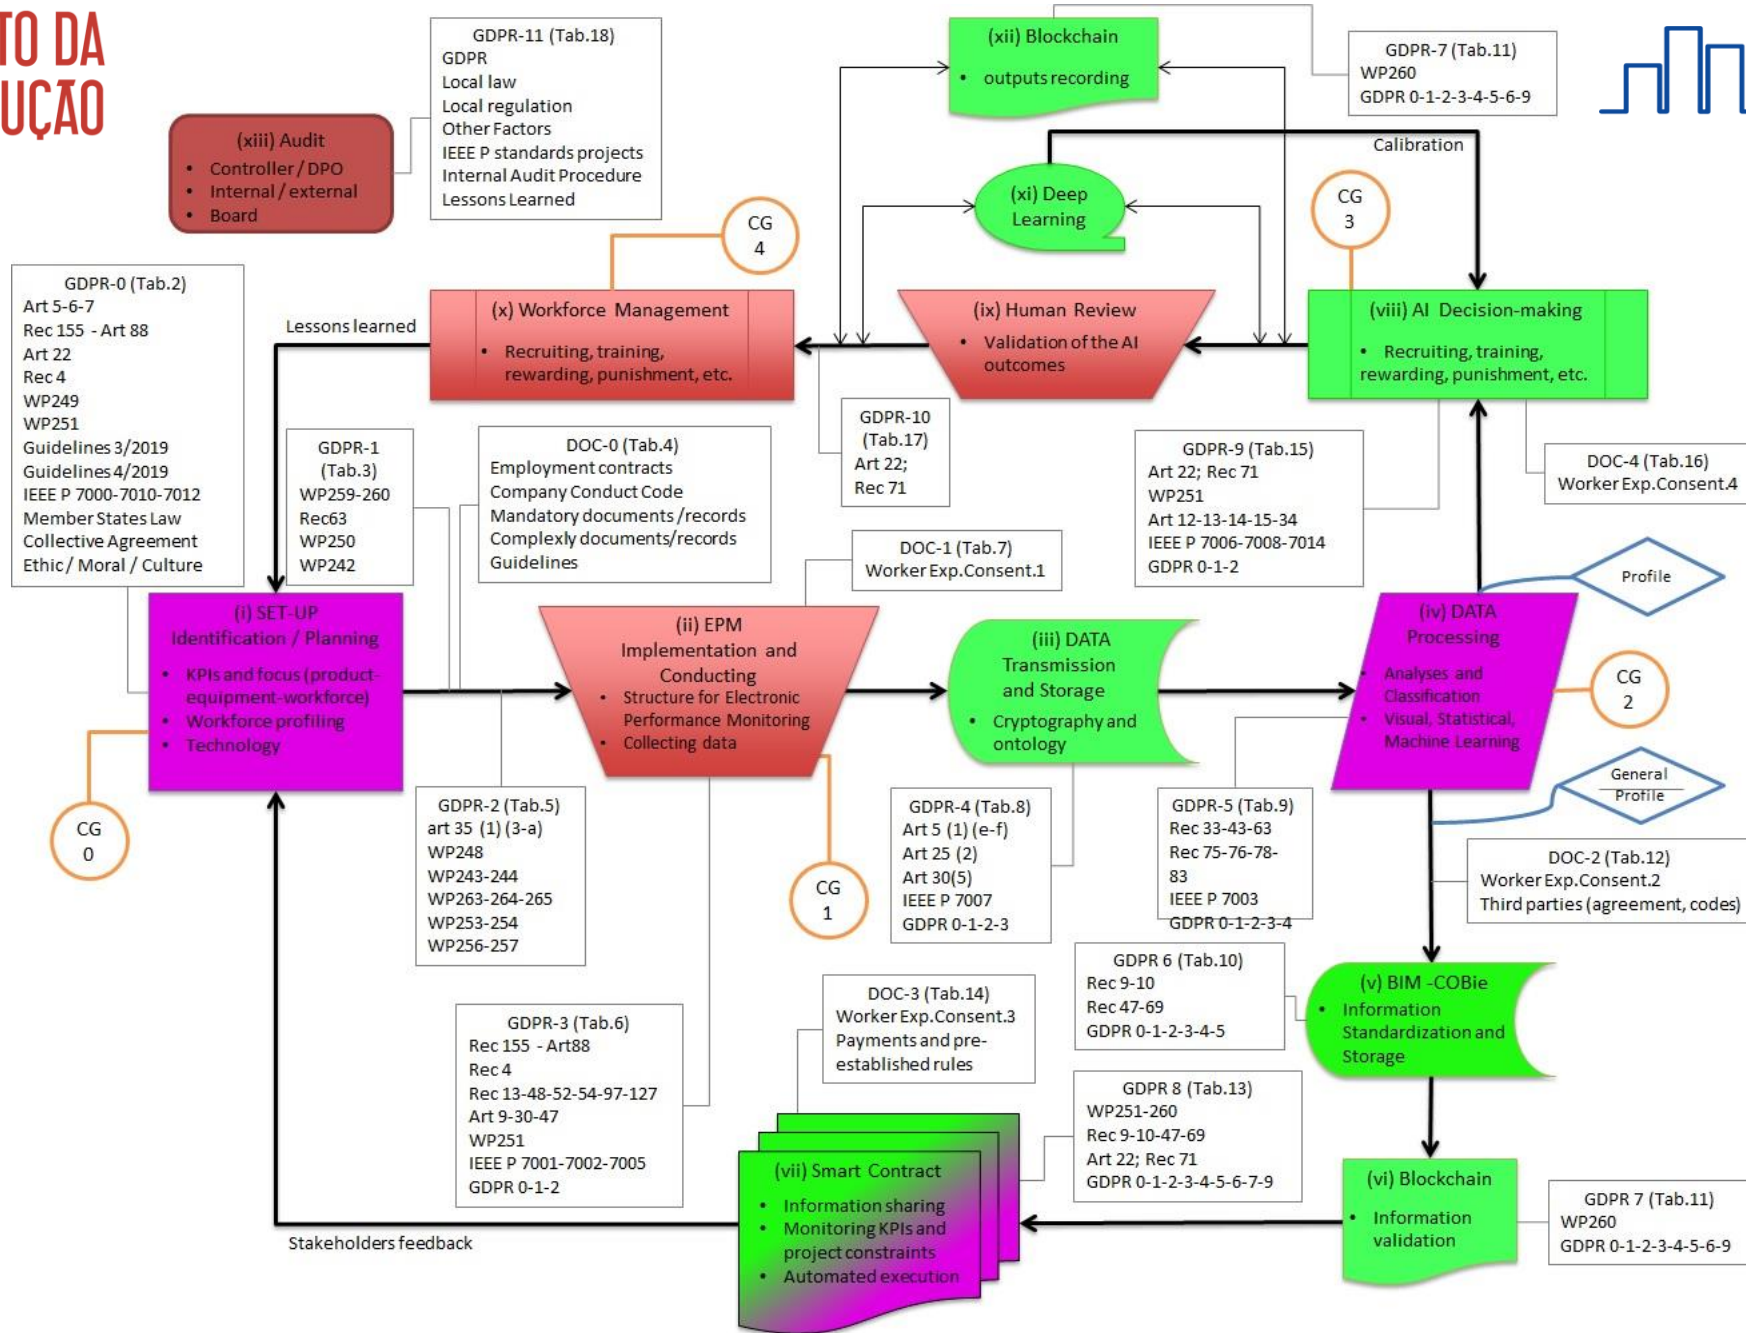 TO DA
UÇÃO
GDPR-11 (Tab.18)
GDPR
Local law
Local regulation
Other Factors
IEEE P standards projects
Internal Audit Procedure
Lessons Learned
(xiii) Audit
• Controller / DPO
• Internal / external
• Board
(xii) Blockchain
• outputs recording
GDPR-7 (Tab.11)
WP260
GDPR 0-1-2-3-4-5-6-9
Calibration
(xi) Deep
Learning
CG
4
CG
3
GDPR-0 (Tab.2)
Art 5-6-7
Rec 155 - Art 88
Art 22
Rec 4
WP249
WP251
Guidelines 3/2019
Guidelines 4/2019
IEEE P 7000-7010-7012
Member States Law
Collective Agreement
Ethic / Moral / Culture
Lessons learned
(x) Workforce Management
• Recruiting, training,
rewarding, punishment, etc.
(ix) Human Review
• Validation of the AI
outcomes
(viii) AI Decision-making
• Recruiting, training,
rewarding, punishment, etc.
GDPR-1
(Tab.3)
WP259-260
Rec63
WP250
WP242
DOC-0 (Tab.4)
Employment contracts
Company Conduct Code
Mandatory documents /records
Complexly documents/records
Guidelines
GDPR-10
(Tab.17)
Art 22;
Rec 71
GDPR-9 (Tab.15)
Art 22; Rec 71
WP251
Art 12-13-14-15-34
IEEE P 7006-7008-7014
GDPR 0-1-2
DOC-4 (Tab.16)
Worker Exp.Consent.4
DOC-1 (Tab.7)
Worker Exp.Consent.1
Profile
(i) SET-UP
Identification / Planning
• KPIs and focus (product-
equipment-workforce)
• Workforce profiling
• Technology
(ii) EPM
Implementation and
Conducting
• Structure for Electronic
Performance Monitoring
• Collecting data
(iii) DATA
Transmission
and Storage
• Cryptography and
ontology
(iv) DATA
Processing
• Analyses and
Classification
• Visual, Statistical,
Machine Learning
CG
2
General
Profile
CG
0
GDPR-2 (Tab.5)
art 35 (1) (3-a)
WP248
WP243-244
WP263-264-265
WP253-254
WP256-257
CG
1
GDPR-4 (Tab.8)
Art 5 (1) (e-f)
Art 25 (2)
Art 30(5)
IEEE P 7007
GDPR 0-1-2-3
GDPR-5 (Tab.9)
Rec 33-43-63
Rec 75-76-78-
83
IEEE P 7003
GDPR 0-1-2-3-4
DOC-2 (Tab.12)
Worker Exp.Consent.2
Third parties (agreement, codes)
GDPR 6 (Tab.10)
Rec 9-10
Rec 47-69
GDPR 0-1-2-3-4-5
(v) BIM -COBie
• Information
Standardization and
Storage
GDPR-3 (Tab.6)
Rec 155 - Art88
Rec 4
Rec 13-48-52-54-97-127
Art 9-30-47
WP251
IEEE P 7001-7002-7005
GDPR 0-1-2
DOC-3 (Tab.14)
Worker Exp.Consent.3
Payments and pre-
established rules
GDPR 8 (Tab.13)
WP251-260
Rec 9-10-47-69
Art 22; Rec 71
GDPR 0-1-2-3-4-5-6-7-9
(vii) Smart Contract
• Information sharing
• Monitoring KPIs and
project constraints
• Automated execution
(vi) Blockchain
• Information
validation
GDPR 7 (Tab.11)
WP260
GDPR 0-1-2-3-4-5-6-9
Stakeholders feedback